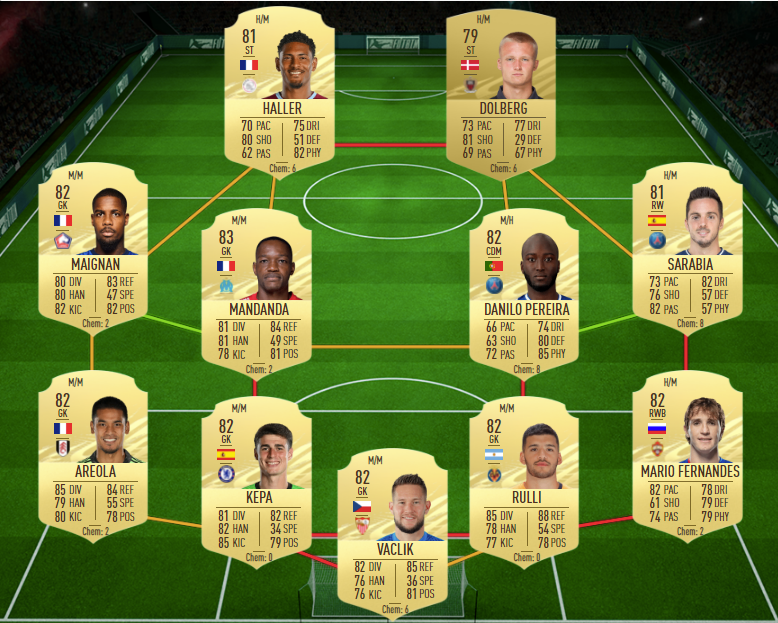 H/M
81
ST
HALLER
70 PAC 75 DRI
80 SHO 51 DEF
62 PAS 82 PHY
Chem: 6
H/M
79
ST
DOLBERG
73 PAC 77 DRI
81 SHO 29 DEF
69 PAS 67 PHY
Chem: 6
M/M
82
GK
MAIGNAN
80 DIV 83 REF
80 HAN 47 SPE
82 KIC 82 POS
Chem: 2
M/M
83
GK
MANDANDA
81 DIV 84 REF
81 HAN 49 SPE
78 KIC 81 POS
Chem: 2
M/H
82
CDM
DANILO PEREIRA
66 PAC 74 DRI
63 SHO 80 DEF
72 PAS 85 PHY
Chem: 8
H/M
81
RW
SARABIA
73 PAC 82 DRI
76 SHO 57 DEF
82 PAS 57 PHY
Chem: 8
M/M
82
GK
AREOLA
85 DIV 84 REF
79 HAN 55 SPE
80 KIC 78 POS
Chem: 2
M/M
82
GK
KEPA
81 DIV 82 REF
82 HAN 34 SPE
85 KIC 79 POS
Chem: 0
M/M
82
GK
VACLIK
82 DIV 85 REF
76 HAN 36 SPE
76 KIC 81 POS
Chem: 6
M/M
82
GK
RULLI
85 DIV 88 REF
78 HAN 54 SPE
77 KIC 78 POS
Chem: 0
H/M
82
RWB
MARIO FERNANDES
82 PAC 78 DRI
61 SHO 79 DEF
74 PAS 79 PHY
Chem: 2